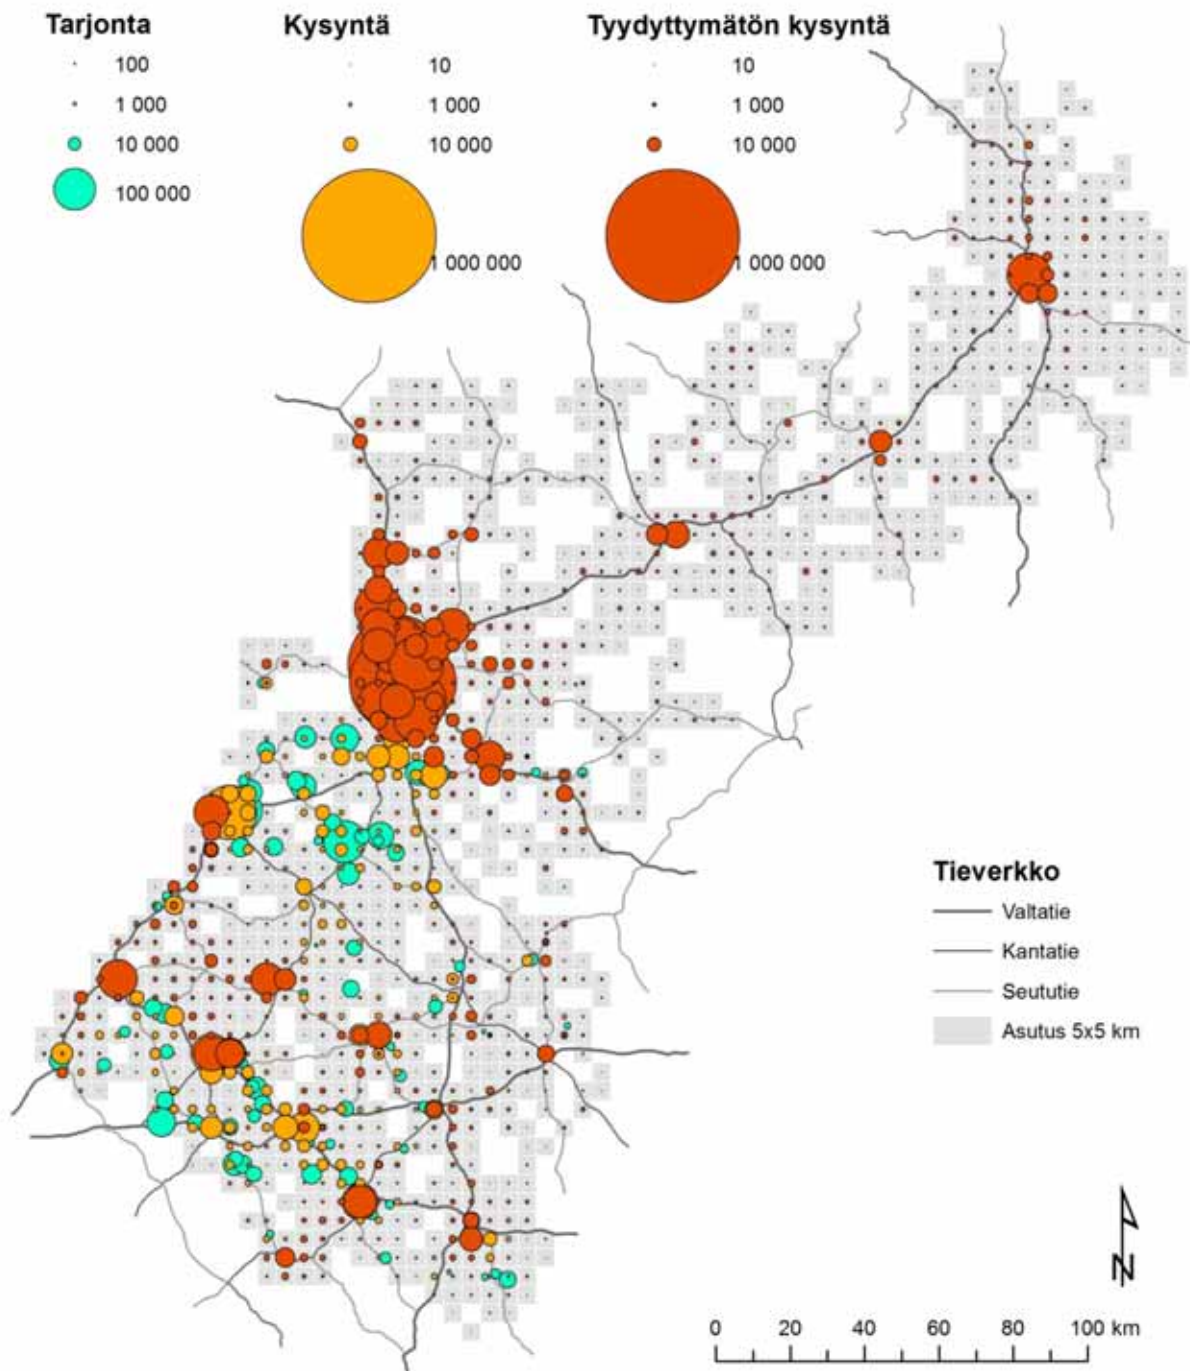 Tarjonta
100
1 000
10 000
100 000
Kysyntä
10
1 000
10 000
1 000 000
Tyydyttymätön kysyntä
10
1 000
10 000
1 000 000
Tieverkko
Valtatie
Kantatie
Seututie
Asutus 5x5 km
N
0 20 40 60 80 100 km